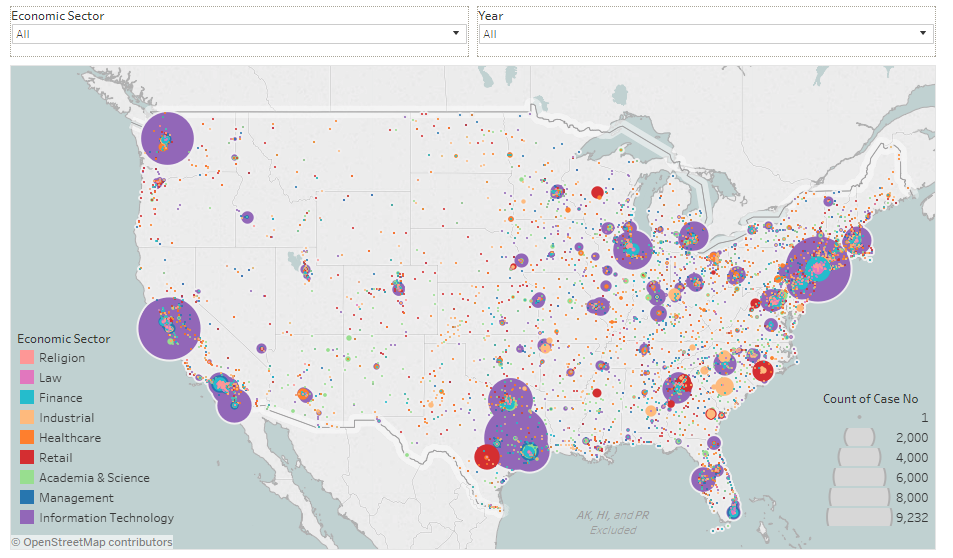 Economic Sector
All
Year
All
Economic Sector
Religion
Law
Finance
Industrial
Healthcare
Retail
Academia & Science
Management
Information Technology
Count of Case No
1
2,000
4,000
6,000
8,000
9,232
AK, HI, and PR
Excluded
© OpenStreetMap contributors